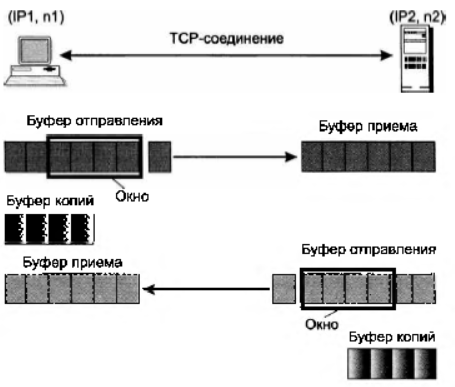 (IP1, n1)
(IP2, n2)
TCP-соединение
Буфер отправления
Буфер приема
Окно
Буфер копий
Буфер приема
Буфер отправления
Окно
Буфер копий